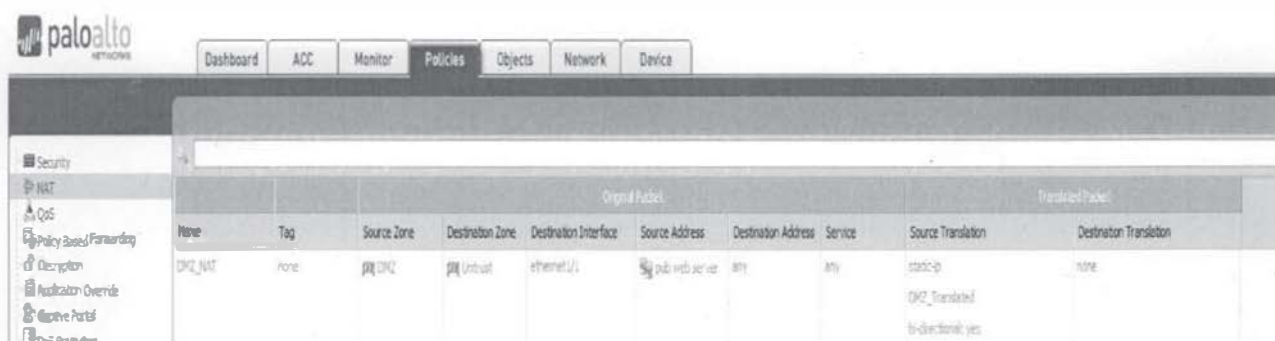 paloalto
NETWORKS
Dashboard ACC Monitor Policies Objects Network Device
Security
NAT
QoS
Policy Based Forwarding
Decryption
Application Override
Captive Portal
Original Packet Translated Packet
Name Tag Source Zone Destination Zone Destination Interface Source Address Destination Address Service Source Translation Destination Translation
DMZ_NAT none DMZ Untrust ethernet1/1 pub web server any any static-ip none
DMZ_Translated
bi-directional: yes